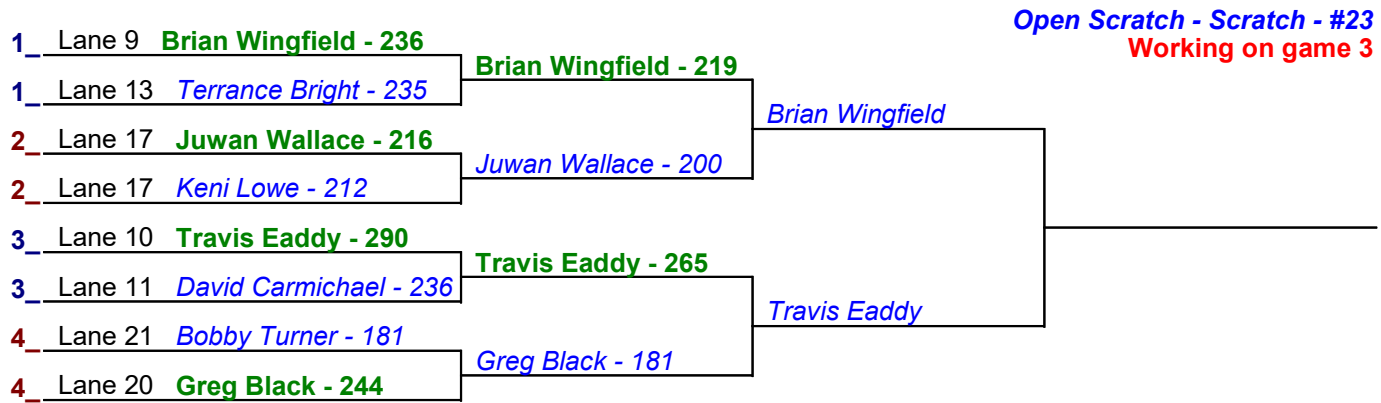 Open Scratch - Scratch - #23
Working on game 3
1_ Lane 9 Brian Wingfield - 236
1_ Lane 13 Terrance Bright - 235
2_ Lane 17 Juwan Wallace - 216
2_ Lane 17 Keni Lowe - 212
3_ Lane 10 Travis Eaddy - 290
3_ Lane 11 David Carmichael - 236
4_ Lane 21 Bobby Turner - 181
4_ Lane 20 Greg Black - 244
Brian Wingfield - 219
Juwan Wallace - 200
Travis Eaddy - 265
Greg Black - 181
Brian Wingfield
Travis Eaddy